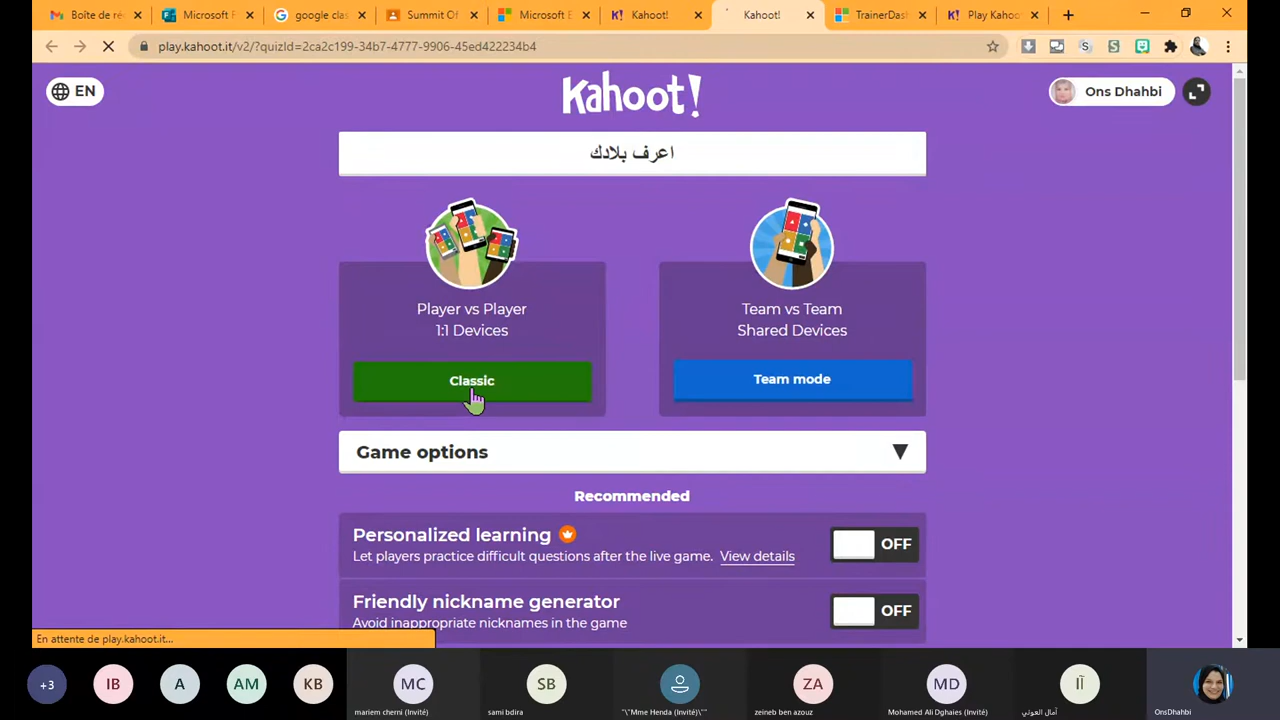 Boîte de ré
Microsoft F
google clas
Summit Of
Microsoft E
Kahoot!
Kahoot!
TrainerDas
Play Kahoo
play.kahoot.it/v2/?quizId=2ca2c199-34b7-4777-9906-45ed422234b4
EN
Kahoot!
Ons Dhahbi
اعرف بلادك
Player vs Player
1:1 Devices
Classic
Team vs Team
Shared Devices
Team mode
Game options
Recommended
Personalized learning
Let players practice difficult questions after the live game. View details
OFF
Friendly nickname generator
Avoid inappropriate nicknames in the game
OFF
En attente de play.kahoot.it...
+3
IB
A
AM
KB
MC
mariem cherni (Invité)
SB
sami bdira
"\"Mme Henda (Invité)\""
ZA
zeineb ben azouz
MD
Mohamed Ali Dghaies (Invité)
آمال الغولي
OnsDhahbi